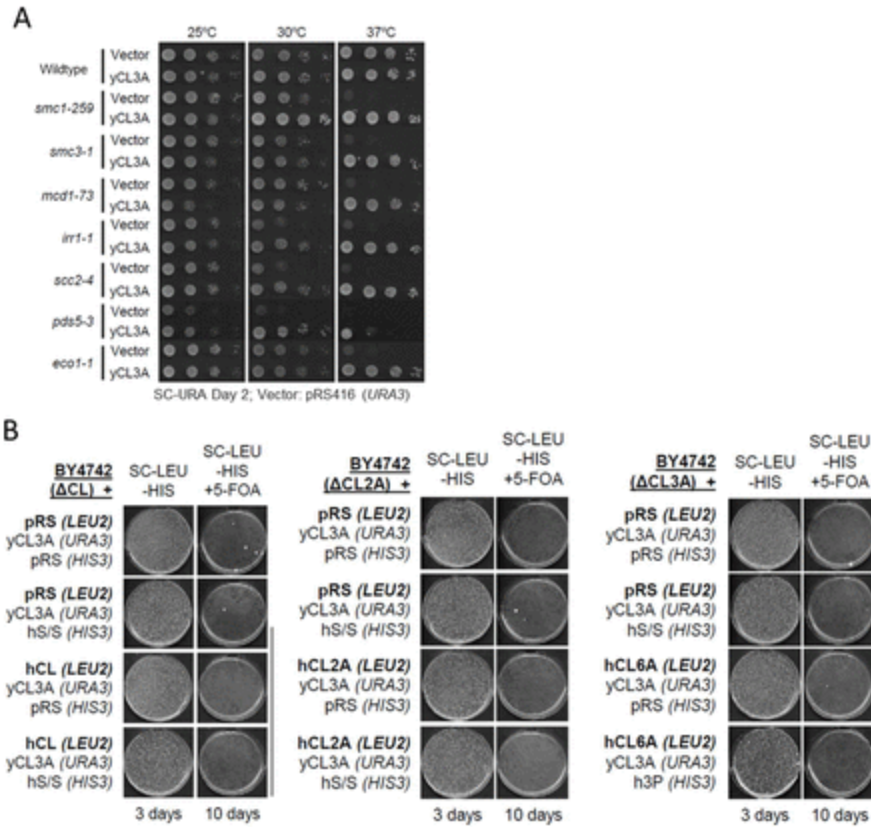 A
25°C 30°C 37°C
Wildtype Vector
yCL3A
smc1-259 Vector
yCL3A
smc3-1 Vector
yCL3A
mcd1-73 Vector
yCL3A
irr1-1 Vector
yCL3A
scc2-4 Vector
yCL3A
pds5-3 Vector
yCL3A
eco1-1 Vector
yCL3A
SC-URA Day 2; Vector: pRS416 (URA3)
B
BY4742
(ΔCL) +
SC-LEU
-HIS
SC-LEU
-HIS
+5-FOA
pRS (LEU2)
yCL3A (URA3)
pRS (HIS3)
pRS (LEU2)
yCL3A (URA3)
hS/S (HIS3)
hCL (LEU2)
yCL3A (URA3)
pRS (HIS3)
hCL (LEU2)
yCL3A (URA3)
hS/S (HIS3)
3 days 10 days
BY4742
(ΔCL2A) +
SC-LEU
-HIS
SC-LEU
-HIS
+5-FOA
pRS (LEU2)
yCL3A (URA3)
pRS (HIS3)
pRS (LEU2)
yCL3A (URA3)
hS/S (HIS3)
hCL2A (LEU2)
yCL3A (URA3)
pRS (HIS3)
hCL2A (LEU2)
yCL3A (URA3)
hS/S (HIS3)
3 days 10 days
BY4742
(ΔCL3A) +
SC-LEU
-HIS
SC-LEU
-HIS
+5-FOA
pRS (LEU2)
yCL3A (URA3)
pRS (HIS3)
pRS (LEU2)
yCL3A (URA3)
hS/S (HIS3)
hCL6A (LEU2)
yCL3A (URA3)
pRS (HIS3)
hCL6A (LEU2)
yCL3A (URA3)
h3P (HIS3)
3 days 10 days